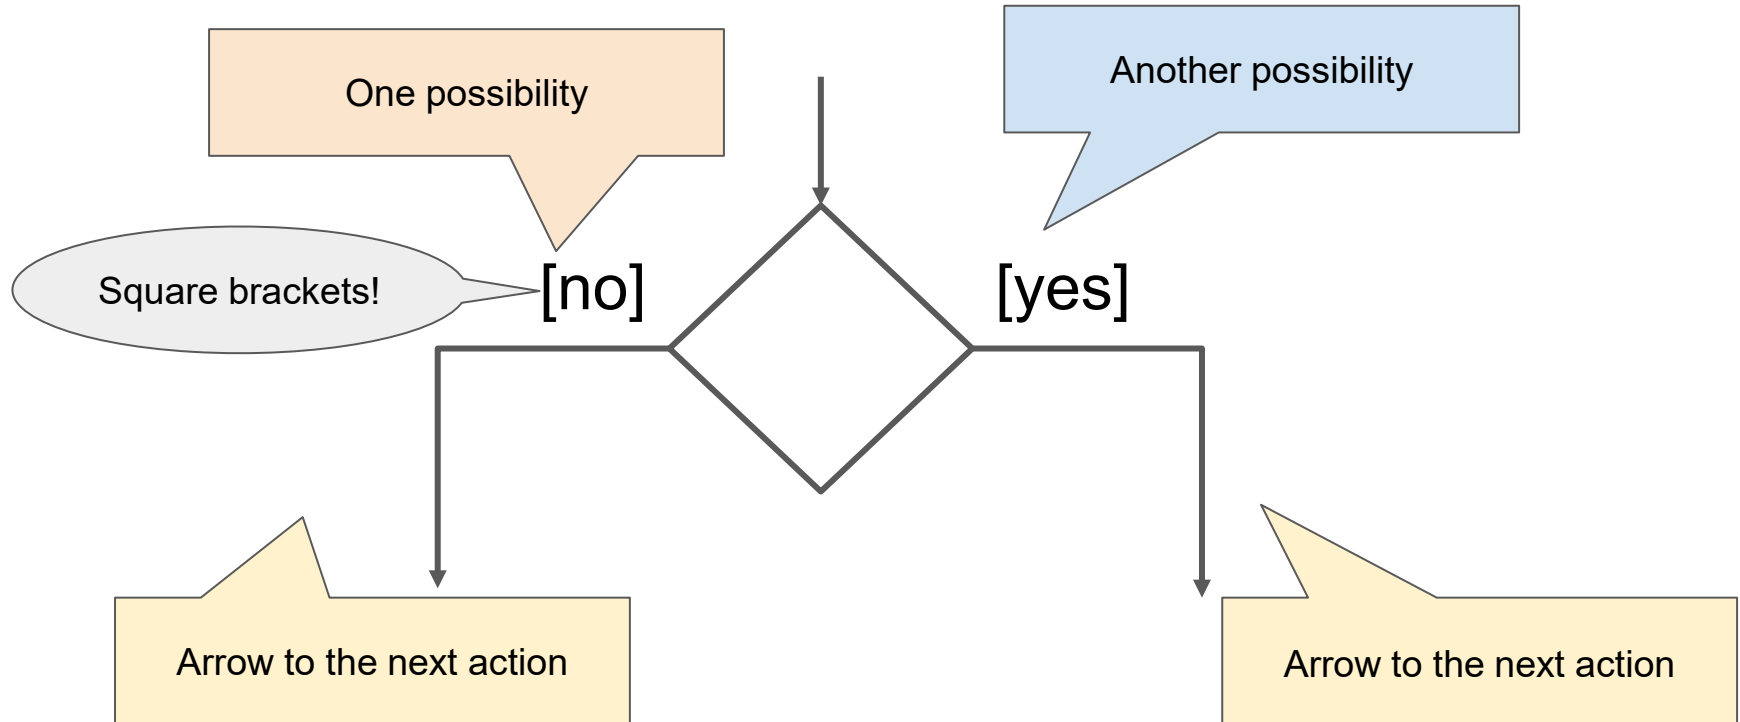 One possibility
Another possibility
Square brackets!
[no]
[yes]
Arrow to the next action
Arrow to the next action